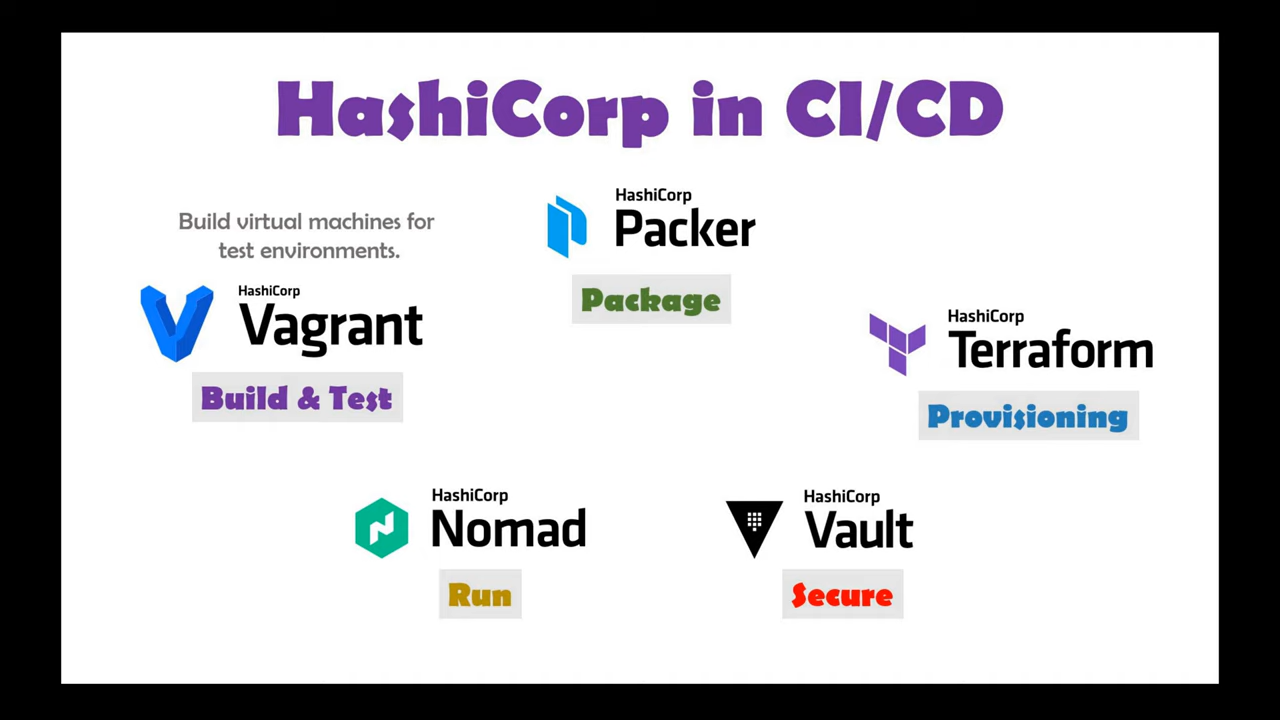 HashiCorp in CI/CD
Build virtual machines for
test environments.
HashiCorp
Vagrant
Build & Test
HashiCorp
Packer
Package
HashiCorp
Terraform
Provisioning
HashiCorp
Nomad
Run
HashiCorp
Vault
Secure